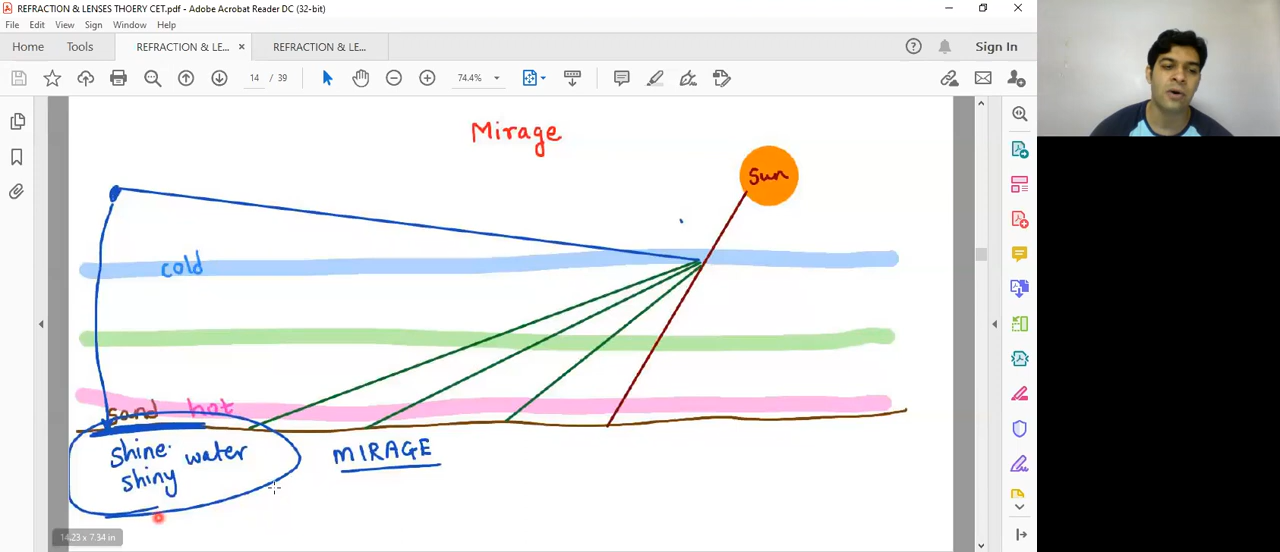 REFRACTION & LENSES THOERY CET.pdf - Adobe Acrobat Reader DC (32-bit)
File Edit View Sign Window Help
Home Tools REFRACTION & LE... × REFRACTION & LE... Sign In
14 / 39 74.4%
Mirage
Sun
cold
sand hot
shine water MIRAGE
shiny
14.23 x 7.34 in